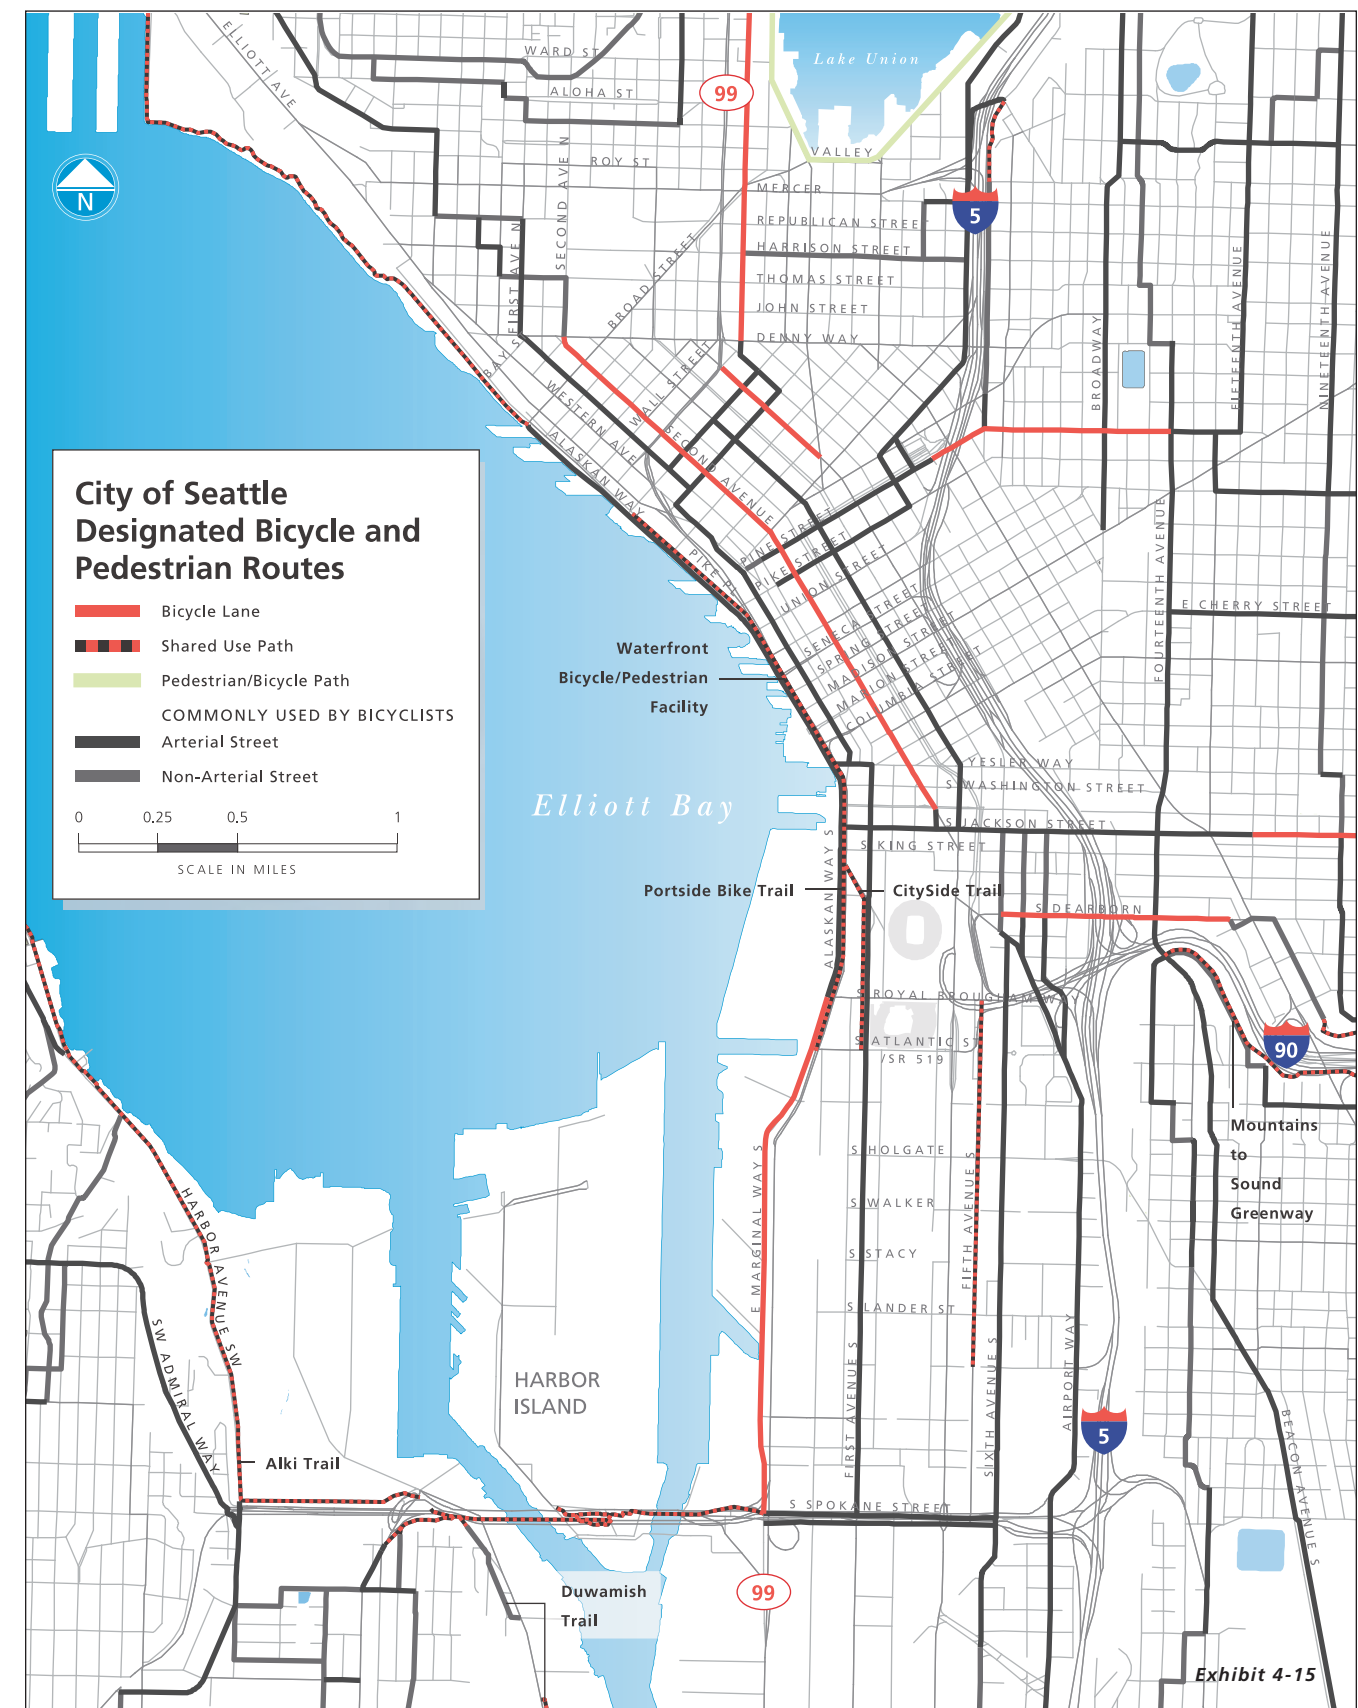 ELLIOTT AVE
WARD ST
ALOHA ST
99
Lake Union
VALLEY
ROY ST
SECOND AVE N
MERCER
REPUBLICAN STREET
5
HARRISON STREET
THOMAS STREET
JOHN STREET
DENNY WAY
N
FIRST AVE N
BROAD STREET
BAY S
WALL STREET
WESTERN AVE
ALASKAN WAY
SECOND AVENUE
BROADWAY
FIFTEENTH AVENUE
NINETEENTH AVENUE
City of Seattle
Designated Bicycle and
Pedestrian Routes
Bicycle Lane
Shared Use Path
Pedestrian/Bicycle Path
COMMONLY USED BY BICYCLISTS
Arterial Street
Non-Arterial Street
0
0.25
0.5
1
SCALE IN MILES
PIKE PL
PINE STREET
PIKE STREET
UNION STREET
SENECA STREET
SPRING STREET
MADISON STREET
MARION STREET
COLUMBIA STREET
FOURTEENTH AVENUE
E CHERRY STREET
Waterfront
Bicycle/Pedestrian
Facility
YESLER WAY
S WASHINGTON STREET
Elliott Bay
S JACKSON STREET
S KING STREET
ALASKAN WAY S
Portside Bike Trail
CitySide Trail
S DEARBORN
S ROYAL BROUGHAM W
S ATLANTIC ST
/SR 519
90
Mountains
to
Sound
Greenway
S HOLGATE
S WALKER
S STACY
S LANDER ST
E MARGINAL WAY S
FIFTH AVENUE S
HARBOR AVENUE SW
SW ADMIRAL WAY
HARBOR
ISLAND
FIRST AVENUE S
SIXTH AVENUE S
AIRPORT WAY
5
BEACON AVENUE S
Alki Trail
S SPOKANE STREET
Duwamish
Trail
99
Exhibit 4-15